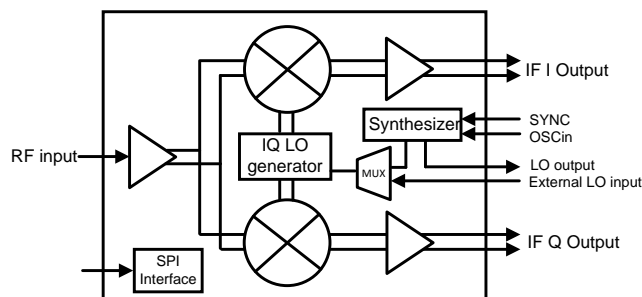 IF I Output
Synthesizer
SYNC
OSCin
IQ LO
generator
RF input
MUX
LO output
External LO input
IF Q Output
SPI
Interface